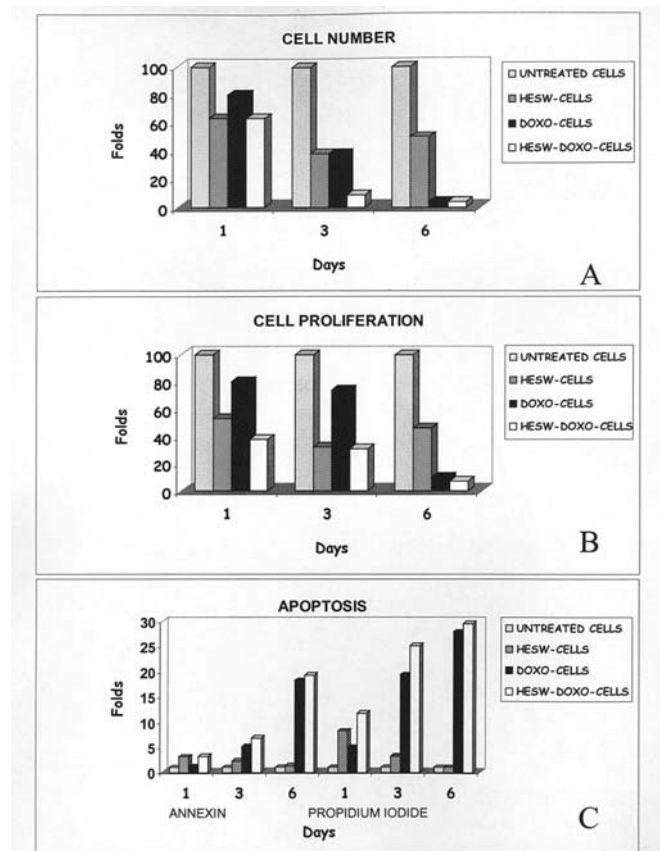 CELL NUMBER
100
80
60
40
20
0
Folds
1 3 6
Days
UNTREATED CELLS
HESW-CELLS
DOXO-CELLS
HESW-DOXO-CELLS
A
CELL PROLIFERATION
100
80
60
40
20
0
Folds
1 3 6
Days
UNTREATED CELLS
HESW-CELLS
DOXO-CELLS
HESW-DOXO-CELLS
B
APOPTOSIS
30
25
20
15
10
5
0
Folds
1 3 6 1 3 6
ANNEXIN PROPIDIUM IODIDE
Days
UNTREATED CELLS
HESW-CELLS
DOXO-CELLS
HESW-DOXO-CELLS
C